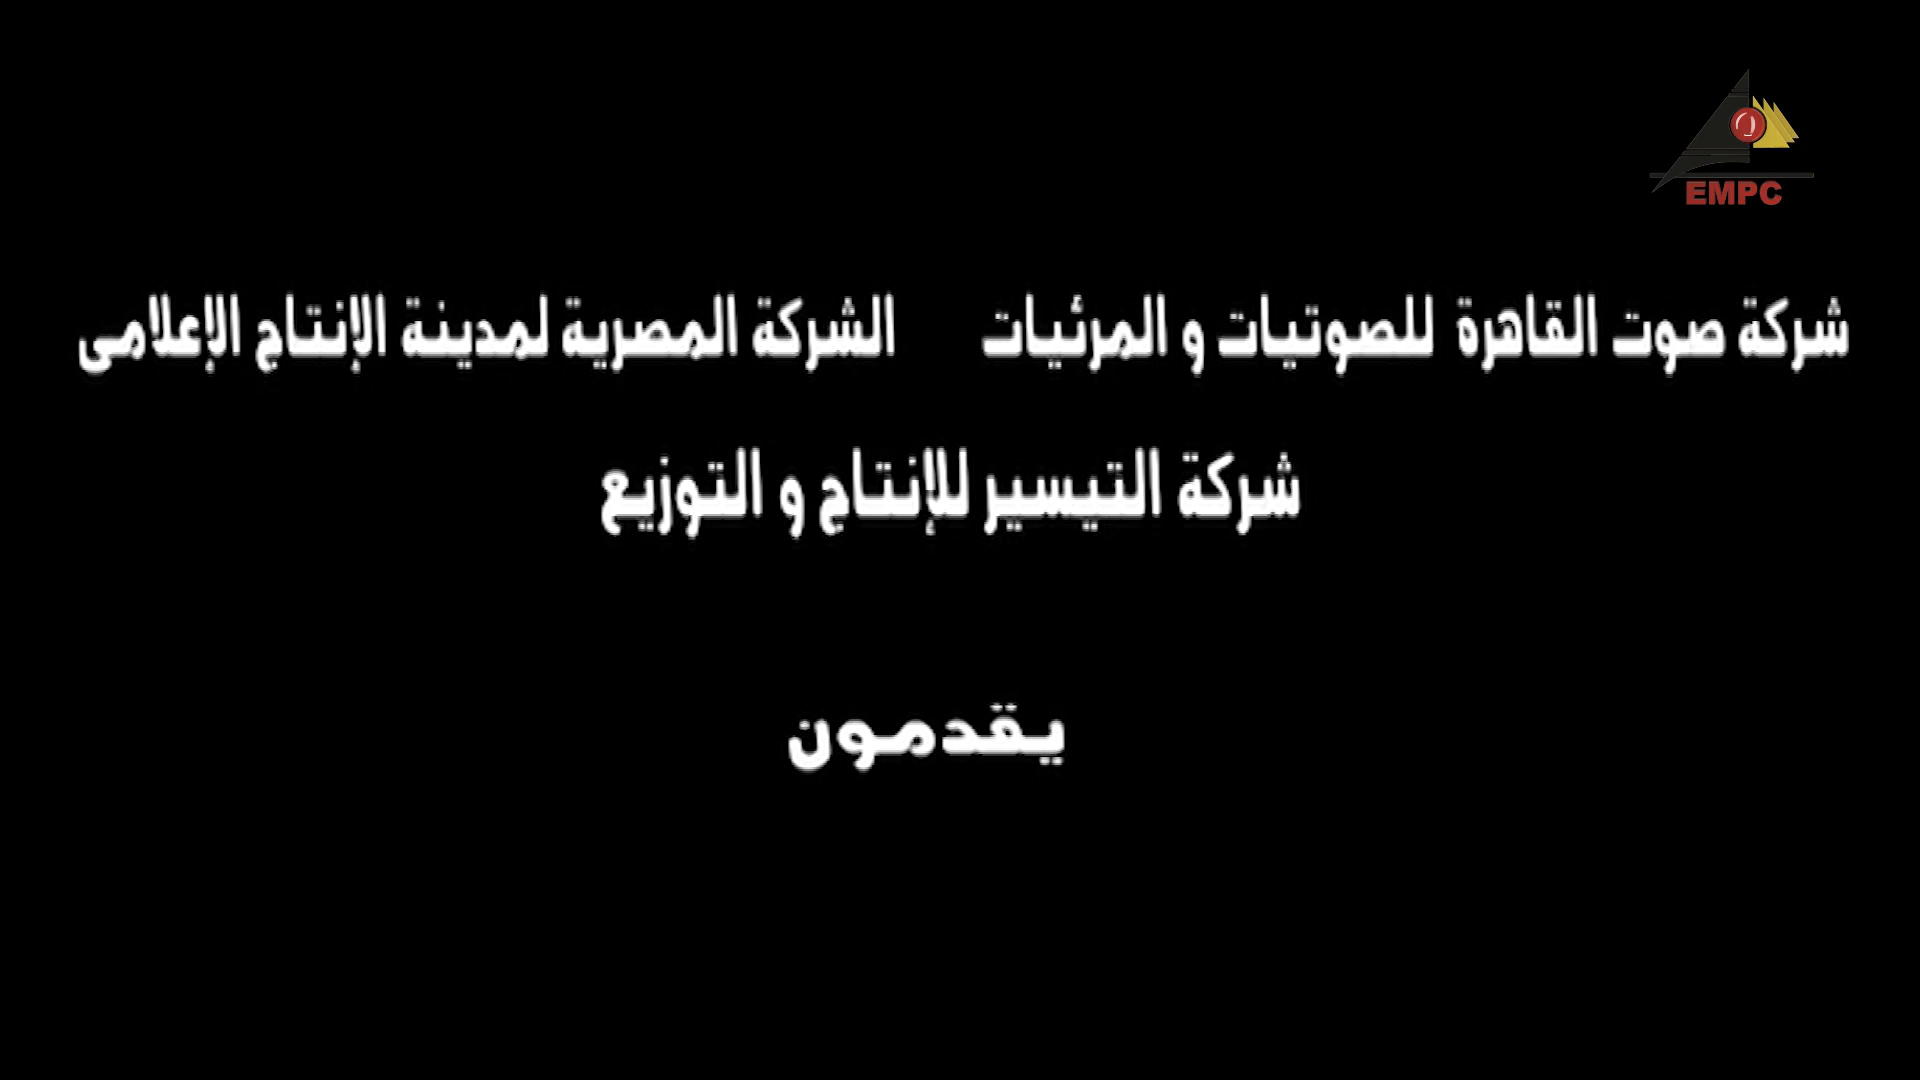 EMPC
شركة صوت القاهرة للصوتيات و المرئيات الشركة المصرية لمدينة الإنتاج الإعلامى
شركة التيسير للإنتاج و التوزيع
يقدمون